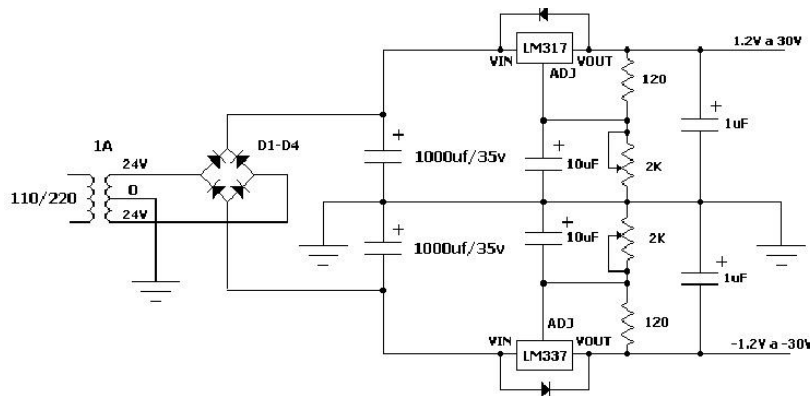 LM317
VIN
VOUT
ADJ
1.2V a 30V
120
1A
24V
D1-D4
+
1000uf/35v
+
10uF
2K
+
1uF
110/220
0
24V
+
1000uf/35v
+
10uF
2K
+
1uF
ADJ
120
VIN
VOUT
LM337
-1.2V a -30V